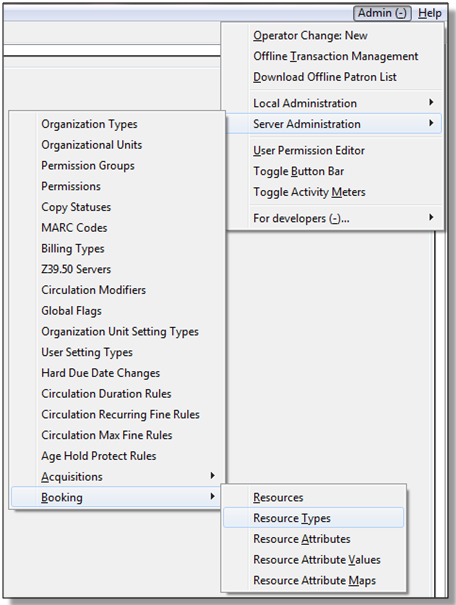 Admin (-) Help
Operator Change: New
Offline Transaction Management
Download Offline Patron List
Local Administration
Server Administration
User Permission Editor
Toggle Button Bar
Toggle Activity Meters
For developers (-)...
Organization Types
Organizational Units
Permission Groups
Permissions
Copy Statuses
MARC Codes
Billing Types
Z39.50 Servers
Circulation Modifiers
Global Flags
Organization Unit Setting Types
User Setting Types
Hard Due Date Changes
Circulation Duration Rules
Circulation Recurring Fine Rules
Circulation Max Fine Rules
Age Hold Protect Rules
Acquisitions
Booking
Resources
Resource Types
Resource Attributes
Resource Attribute Values
Resource Attribute Maps